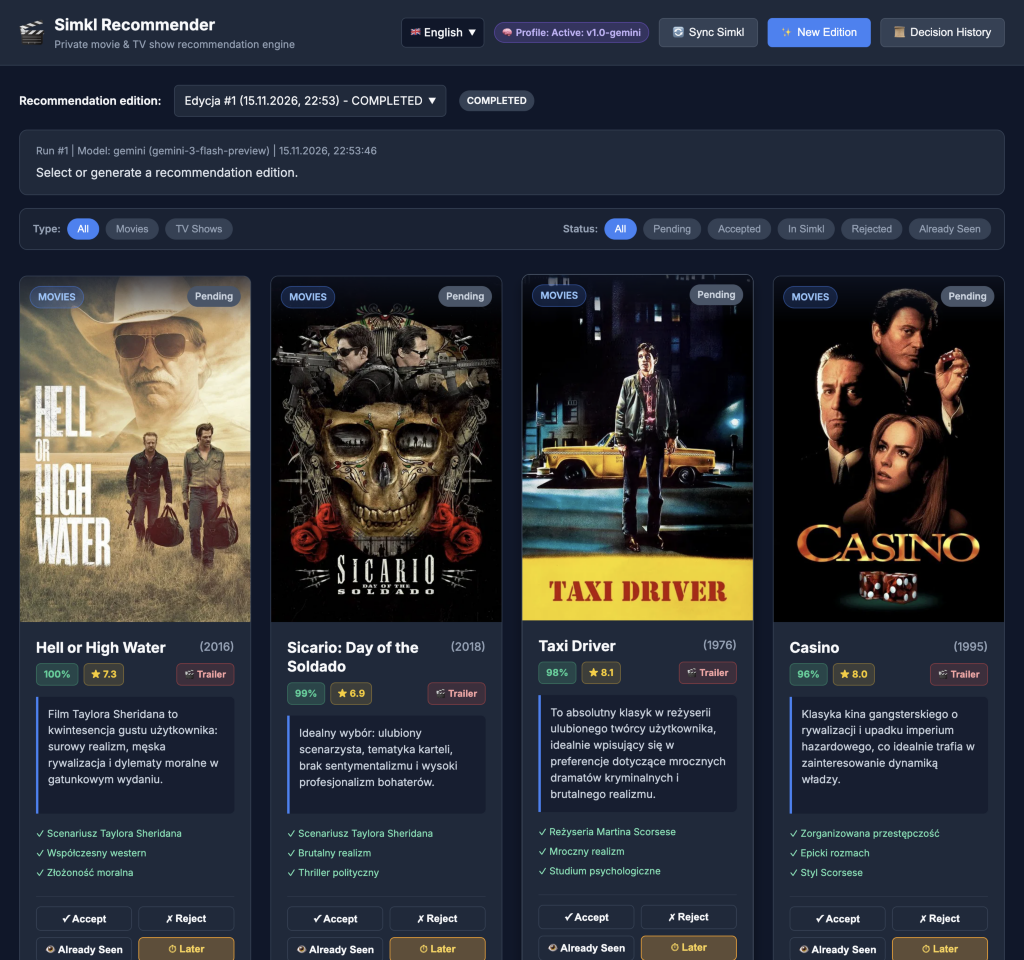 Simkl Recommender
Private movie & TV show recommendation engine
English ▼
Profile: Active: v1.0-gemini
Sync Simkl
New Edition
Decision History
Recommendation edition:
Edycja #1 (15.11.2026, 22:53) - COMPLETED ▼
COMPLETED
Run #1 | Model: gemini (gemini-3-flash-preview) | 15.11.2026, 22:53:46
Select or generate a recommendation edition.
Type:
All
Movies
TV Shows
Status:
All
Pending
Accepted
In Simkl
Rejected
Already Seen
MOVIES
Pending
HELL
OR
HIGH
WATER
Hell or High Water
(2016)
100%
★ 7.3
Trailer
Film Taylora Sheridana to
kwintesencja gustu użytkownika:
surowy realizm, męska
rywalizacja i dylematy moralne w
gatunkowym wydaniu.
✓ Scenariusz Taylora Sheridana
✓ Współczesny western
✓ Złożoność moralna
✓ Accept
✗ Reject
Already Seen
Later
MOVIES
Pending
SICARIO
DAY OF THE
SOLDADO
Sicario: Day of the
Soldado
(2018)
99%
★ 6.9
Trailer
Idealny wybór: ulubiony
scenarzysta, tematyka karteli,
brak sentymentalizmu i wysoki
profesjonalizm bohaterów.
✓ Scenariusz Taylora Sheridana
✓ Brutalny realizm
✓ Thriller polityczny
✓ Accept
✗ Reject
Already Seen
Later
MOVIES
Pending
TAXI DRIVER
Taxi Driver
(1976)
98%
★ 8.1
Trailer
To absolutny klasyk w reżyserii
ulubionego twórcy użytkownika,
idealnie wpisujący się w
preferencje dotyczące mrocznych
dramatów kryminalnych i
brutalnego realizmu.
✓ Reżyseria Martina Scorsese
✓ Mroczny realizm
✓ Studium psychologiczne
✓ Accept
✗ Reject
Already Seen
Later
MOVIES
Pending
CASINO
Casino
(1995)
96%
★ 8.0
Trailer
Klasyka kina gangsterskiego o
rywalizacji i upadku imperium
hazardowego, co idealnie trafia w
zainteresowanie dynamiką
władzy.
✓ Zorganizowana przestępczość
✓ Epicki rozmach
✓ Styl Scorsese
✓ Accept
✗ Reject
Already Seen
Later